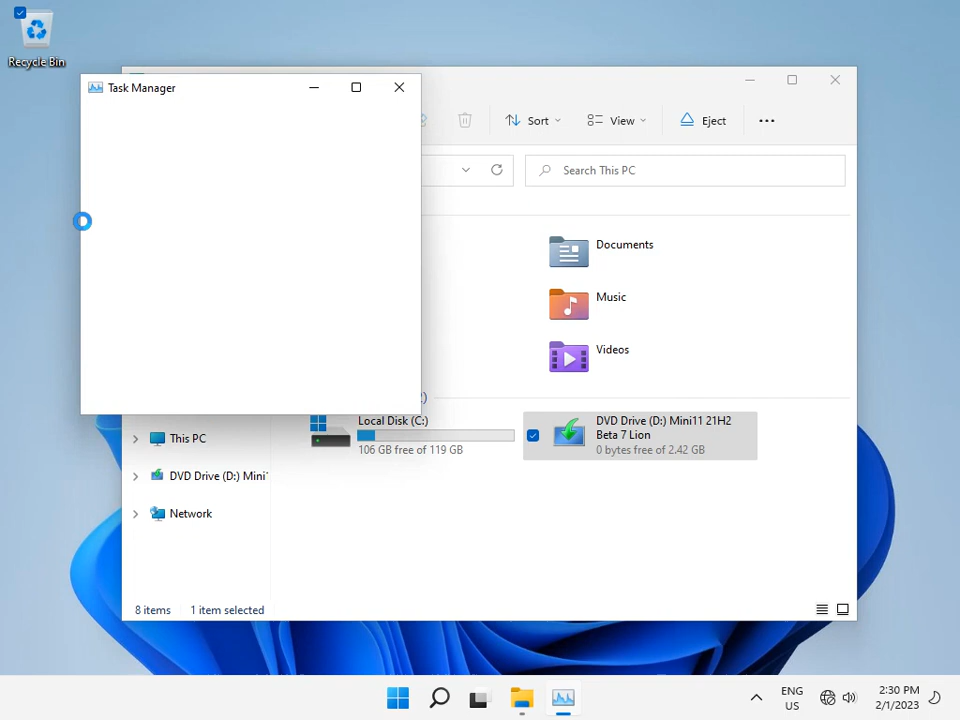 Recycle Bin
Task Manager
Sort
View
Eject
Search This PC
Documents
Music
Videos
Local Disk (C:)
106 GB free of 119 GB
DVD Drive (D:) Mini11 21H2
Beta 7 Lion
0 bytes free of 2.42 GB
This PC
DVD Drive (D:) Mini1
Network
8 items
1 item selected
ENG
US
2:30 PM
2/1/2023